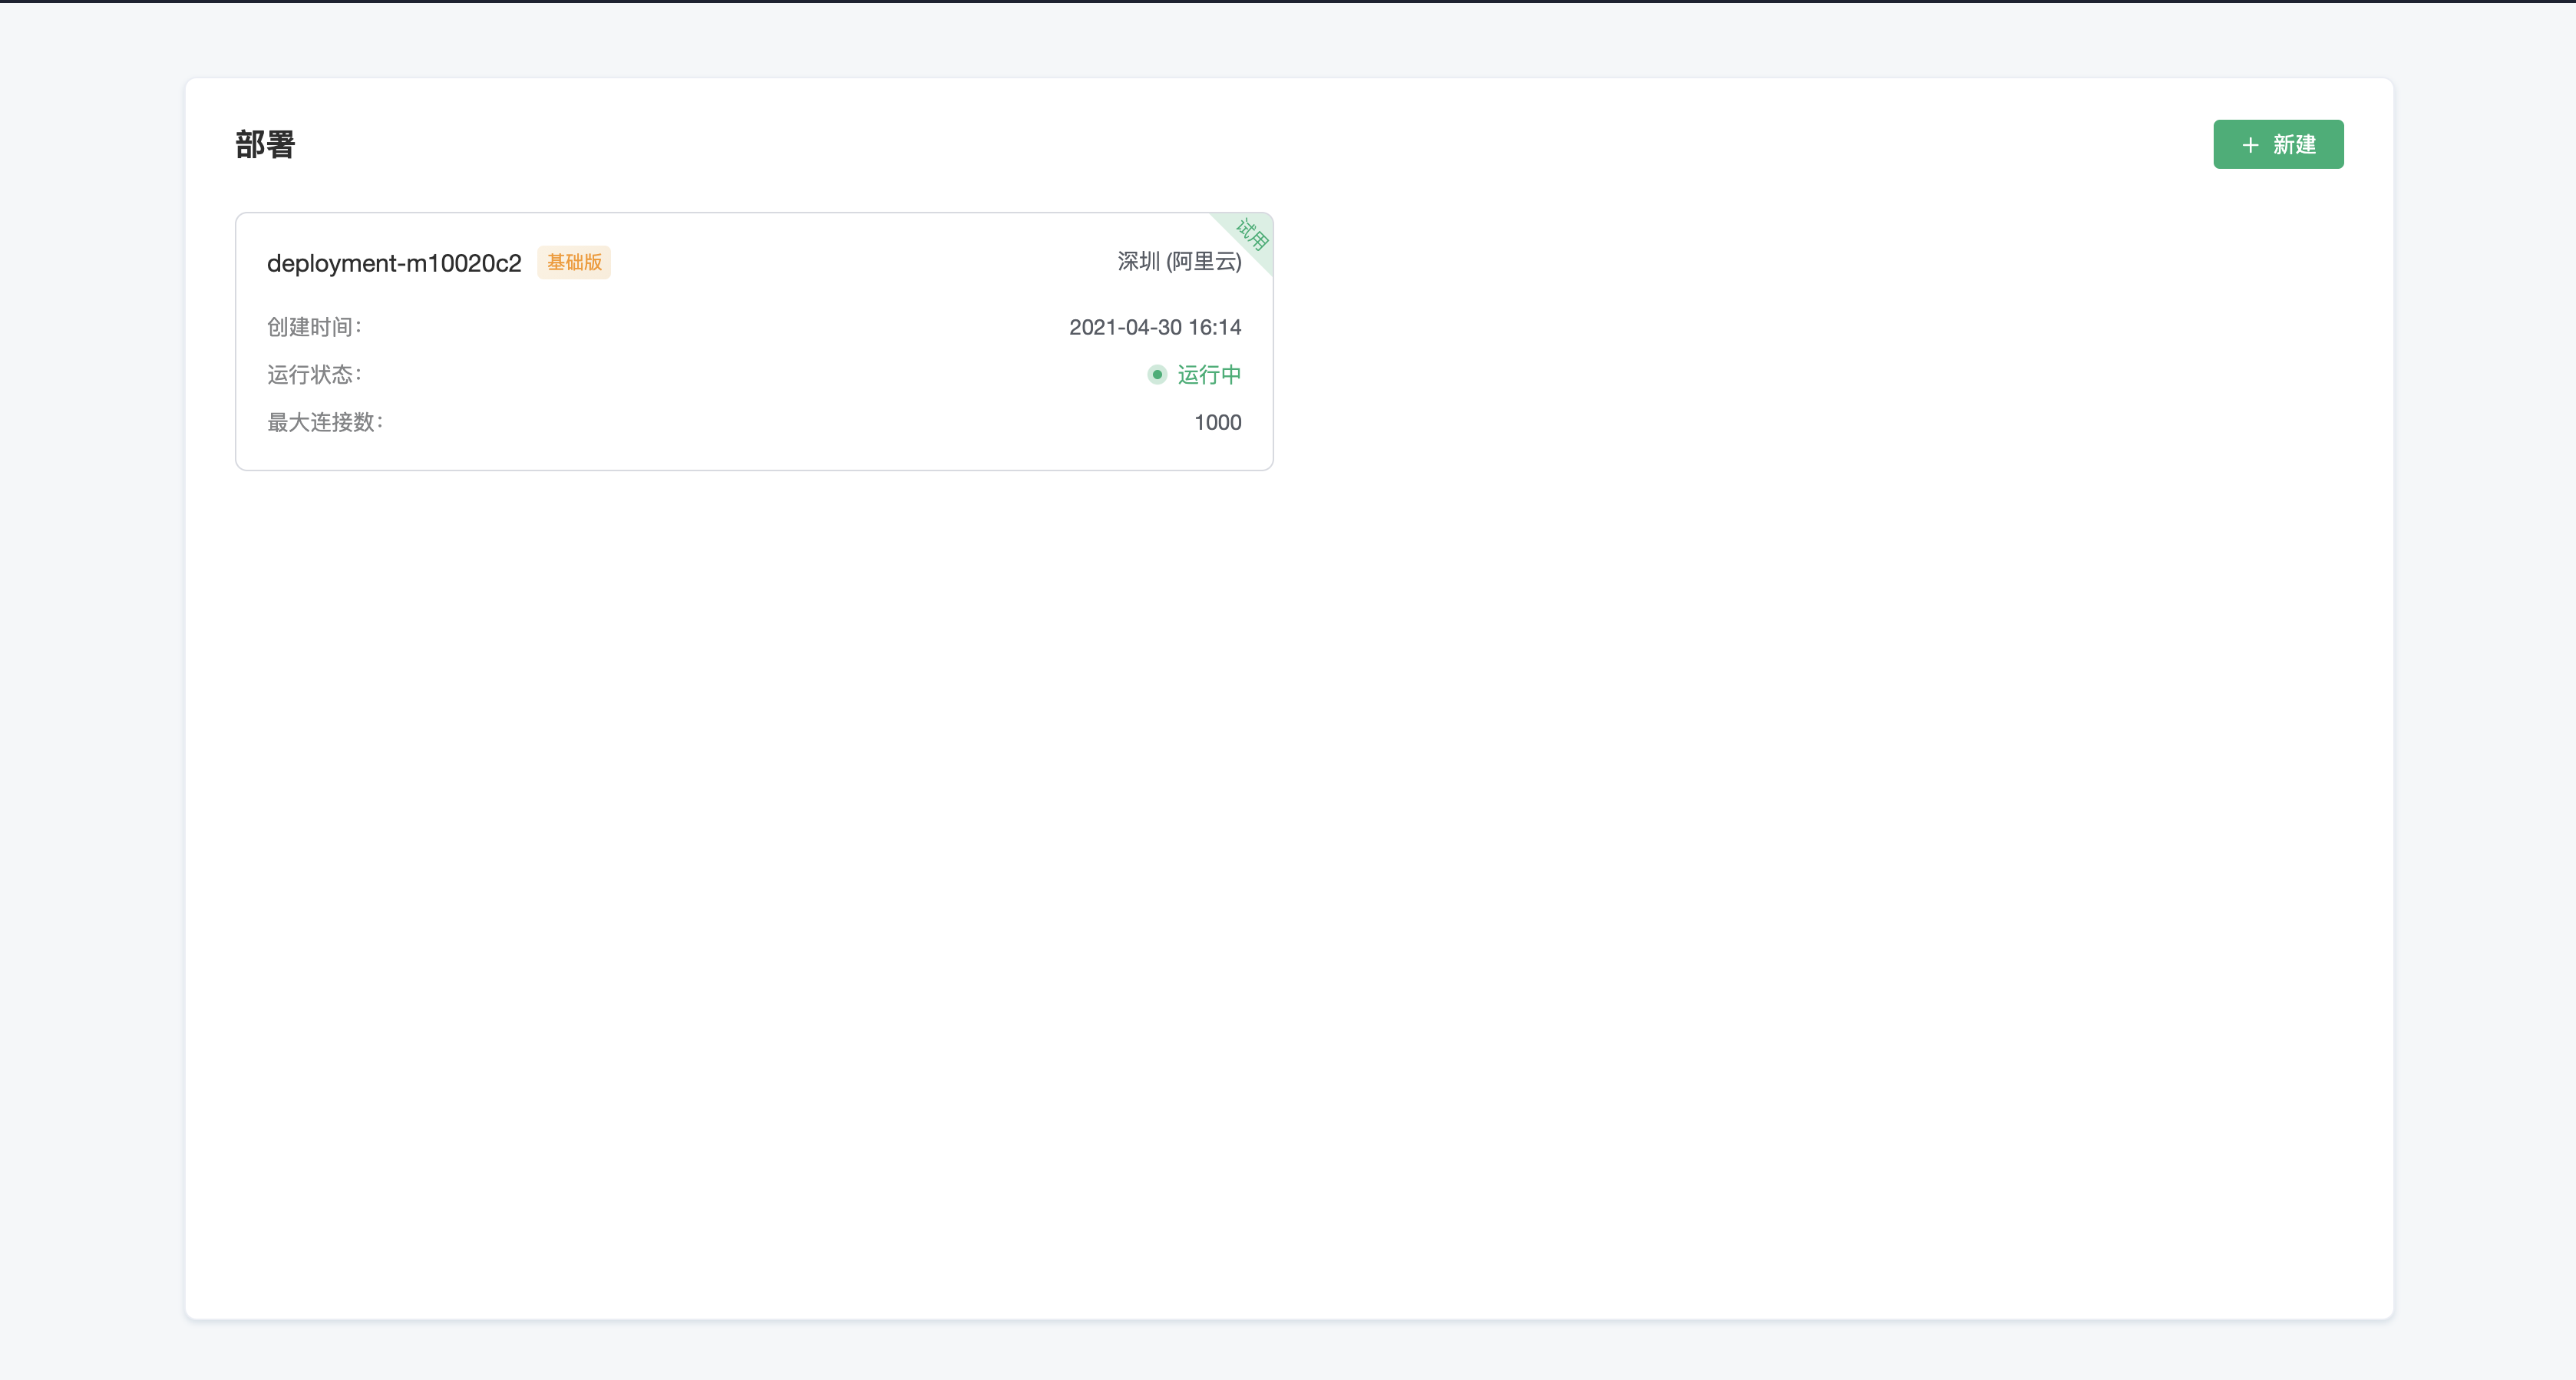 部署
+ 新建
试用
deployment-m10020c2 基础版 深圳 (阿里云)
创建时间: 2021-04-30 16:14
运行状态: 运行中
最大连接数: 1000